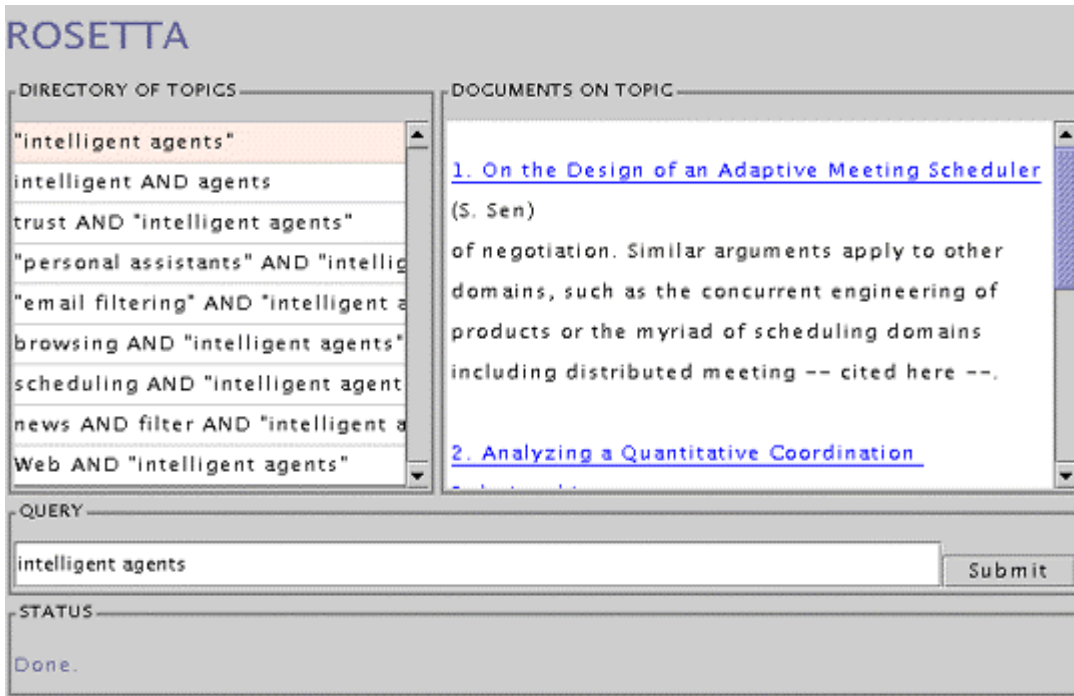 ROSETTA
DIRECTORY OF TOPICS
"intelligent agents"
intelligent AND agents
trust AND "intelligent agents"
"personal assistants" AND "intellig
"email filtering" AND "intelligent a
browsing AND "intelligent agents"
scheduling AND "intelligent agent
news AND filter AND "intelligent a
Web AND "intelligent agents"
DOCUMENTS ON TOPIC
1. On the Design of an Adaptive Meeting Scheduler
(S. Sen)
of negotiation. Similar arguments apply to other
domains, such as the concurrent engineering of
products or the myriad of scheduling domains
including distributed meeting -- cited here --.
2. Analyzing a Quantitative Coordination
QUERY
intelligent agents
Submit
STATUS
Done.